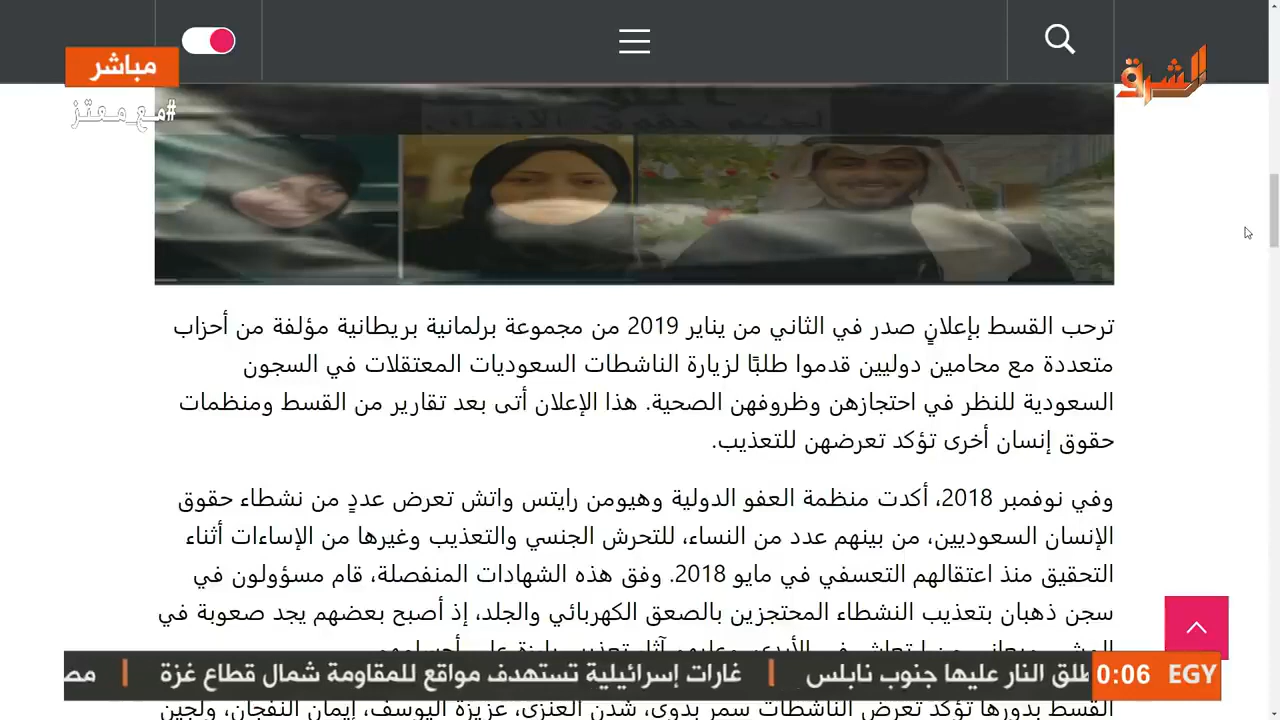 مباشر
الشرق
#مع_معتز
ترحب القسط بإعلانٍ صدر في الثاني من يناير 2019 من مجموعة برلمانية بريطانية مؤلفة من أحزاب
متعددة مع محامين دوليين قدموا طلبًا لزيارة الناشطات السعوديات المعتقلات في السجون
السعودية للنظر في احتجازهن وظروفهن الصحية. هذا الإعلان أتى بعد تقارير من القسط ومنظمات
حقوق إنسان أخرى تؤكد تعرضهن للتعذيب.
وفي نوفمبر 2018، أكدت منظمة العفو الدولية وهيومن رايتس واتش تعرض عددٍ من نشطاء حقوق
الإنسان السعوديين، من بينهم عدد من النساء، للتحرش الجنسي والتعذيب وغيرها من الإساءات أثناء
التحقيق منذ اعتقالهم التعسفي في مايو 2018. وفق هذه الشهادات المنفصلة، قام مسؤولون في
سجن ذهبان بتعذيب النشطاء المحتجزين بالصعق الكهربائي والجلد، إذ أصبح بعضهم يجد صعوبة في
طلق النار عليها جنوب نابلس | غارات إسرائيلية تستهدف مواقع للمقاومة شمال قطاع غزة | مص
0:06 EGY
القسط بدورها تؤكد تعرض الناشطات سمر بدوي، شدن العنزي، عزيزة اليوسف، إيمان النفجان، ولجين